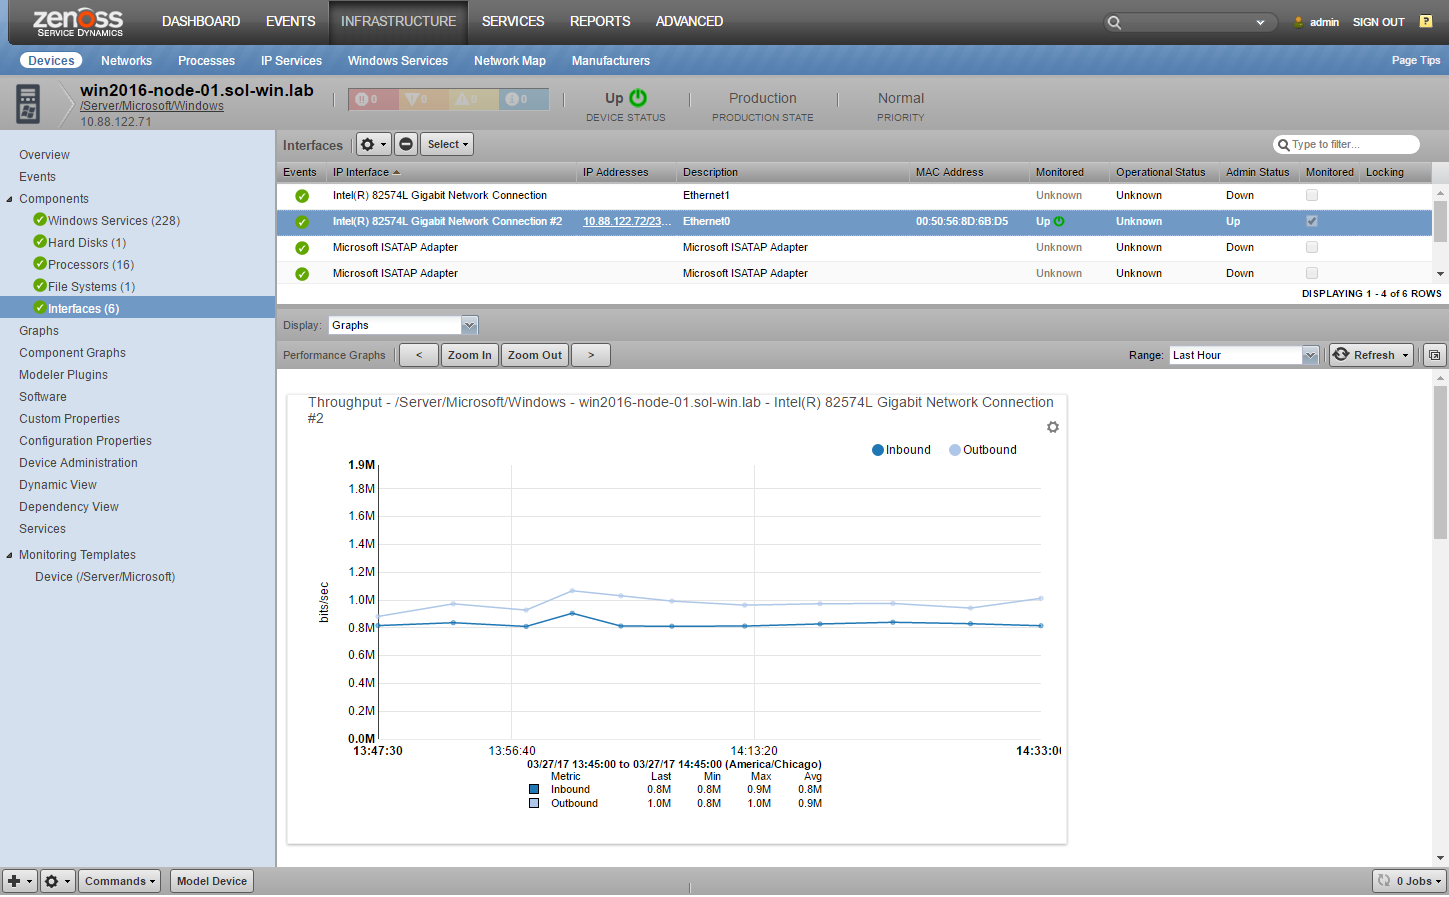 zenoss
SERVICE DYNAMICS
DASHBOARD EVENTS INFRASTRUCTURE SERVICES REPORTS ADVANCED
admin SIGN OUT ?
Devices Networks Processes IP Services Windows Services Network Map Manufacturers Page Tips
win2016-node-01.sol-win.lab
/Server/Microsoft/Windows
10.88.122.71
0 0 0 0
Up
DEVICE STATUS
Production
PRODUCTION STATE
Normal
PRIORITY
Overview
Events
Components
Windows Services (228)
Hard Disks (1)
Processors (16)
File Systems (1)
Interfaces (6)
Graphs
Component Graphs
Modeler Plugins
Software
Custom Properties
Configuration Properties
Device Administration
Dynamic View
Dependency View
Services
Monitoring Templates
Device (/Server/Microsoft)
Interfaces Select Type to filter...
Events IP Interface IP Addresses Description MAC Address Monitored Operational Status Admin Status Monitored Locking
Intel(R) 82574L Gigabit Network Connection Ethernet1 Unknown Unknown Down
Intel(R) 82574L Gigabit Network Connection #2 10.88.122.72/23... Ethernet0 00:50:56:8D:6B:D5 Up Unknown Up
Microsoft ISATAP Adapter Microsoft ISATAP Adapter Unknown Unknown Down
Microsoft ISATAP Adapter Microsoft ISATAP Adapter Unknown Unknown Down
DISPLAYING 1 - 4 of 6 ROWS
Display: Graphs
Performance Graphs < Zoom In Zoom Out > Range: Last Hour Refresh
Throughput - /Server/Microsoft/Windows - win2016-node-01.sol-win.lab - Intel(R) 82574L Gigabit Network Connection
#2
Inbound Outbound
1.9M
1.8M
1.6M
1.4M
1.2M
1.0M
0.8M
0.6M
0.4M
0.2M
0.0M
bits/sec
13:47:30 13:56:40 14:13:20 14:33:0
03/27/17 13:45:00 to 03/27/17 14:45:00 (America/Chicago)
Metric Last Min Max Avg
Inbound 0.8M 0.8M 0.9M 0.8M
Outbound 1.0M 0.8M 1.0M 0.9M
Commands Model Device 0 Jobs